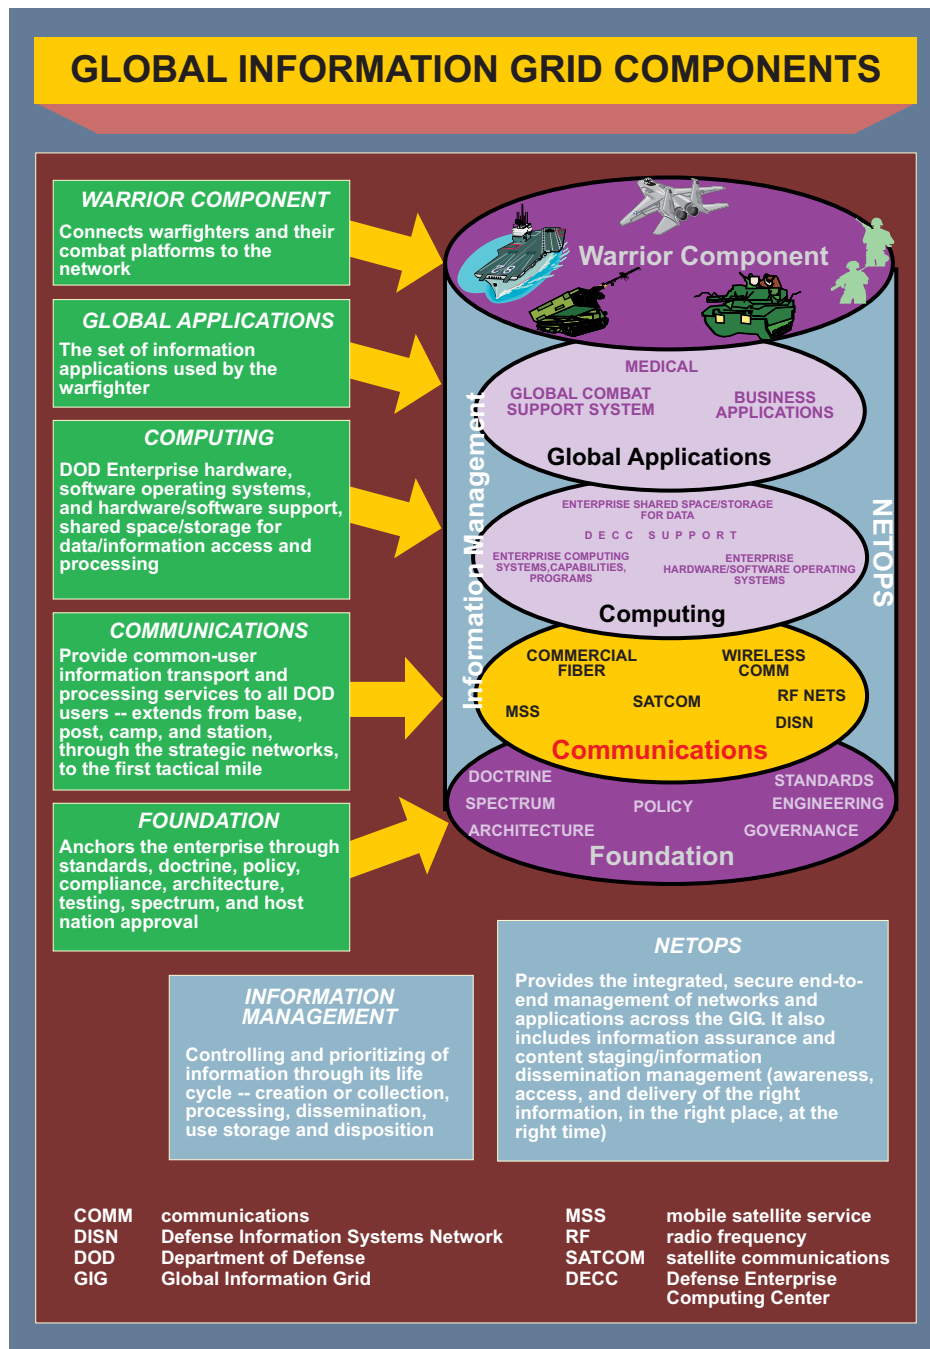 GLOBAL INFORMATION GRID COMPONENTS
WARRIOR COMPONENT
Connects warfighters and their
combat platforms to the
network
GLOBAL APPLICATIONS
The set of information
applications used by the
warfighter
COMPUTING
DOD Enterprise hardware,
software operating systems,
and hardware/software support,
shared space/storage for
data/information access and
processing
COMMUNICATIONS
Provide common-user
information transport and
processing services to all DOD
users -- extends from base,
post, camp, and station,
through the strategic networks,
to the first tactical mile
FOUNDATION
Anchors the enterprise through
standards, doctrine, policy,
compliance, architecture,
testing, spectrum, and host
nation approval
Warrior Component
Information Management
NETOPS
MEDICAL
GLOBAL COMBAT
SUPPORT SYSTEM
BUSINESS
APPLICATIONS
Global Applications
ENTERPRISE SHARED SPACE/STORAGE
FOR DATA
DECC SUPPORT
ENTERPRISE COMPUTING
SYSTEMS,CAPABILITIES,
PROGRAMS
ENTERPRISE
HARDWARE/SOFTWARE OPERATING
SYSTEMS
Computing
COMMERCIAL
FIBER
WIRELESS
COMM
MSS
SATCOM
RF NETS
DISN
Communications
DOCTRINE
SPECTRUM
ARCHITECTURE
POLICY
STANDARDS
ENGINEERING
GOVERNANCE
Foundation
INFORMATION
MANAGEMENT
Controlling and prioritizing of
information through its life
cycle -- creation or collection,
processing, dissemination,
use storage and disposition
NETOPS
Provides the integrated, secure end-to-
end management of networks and
applications across the GIG. It also
includes information assurance and
content staging/information
dissemination management (awareness,
access, and delivery of the right
information, in the right place, at the
right time)
COMM communications
DISN Defense Information Systems Network
DOD Department of Defense
GIG Global Information Grid
MSS mobile satellite service
RF radio frequency
SATCOM satellite communications
DECC Defense Enterprise
Computing Center